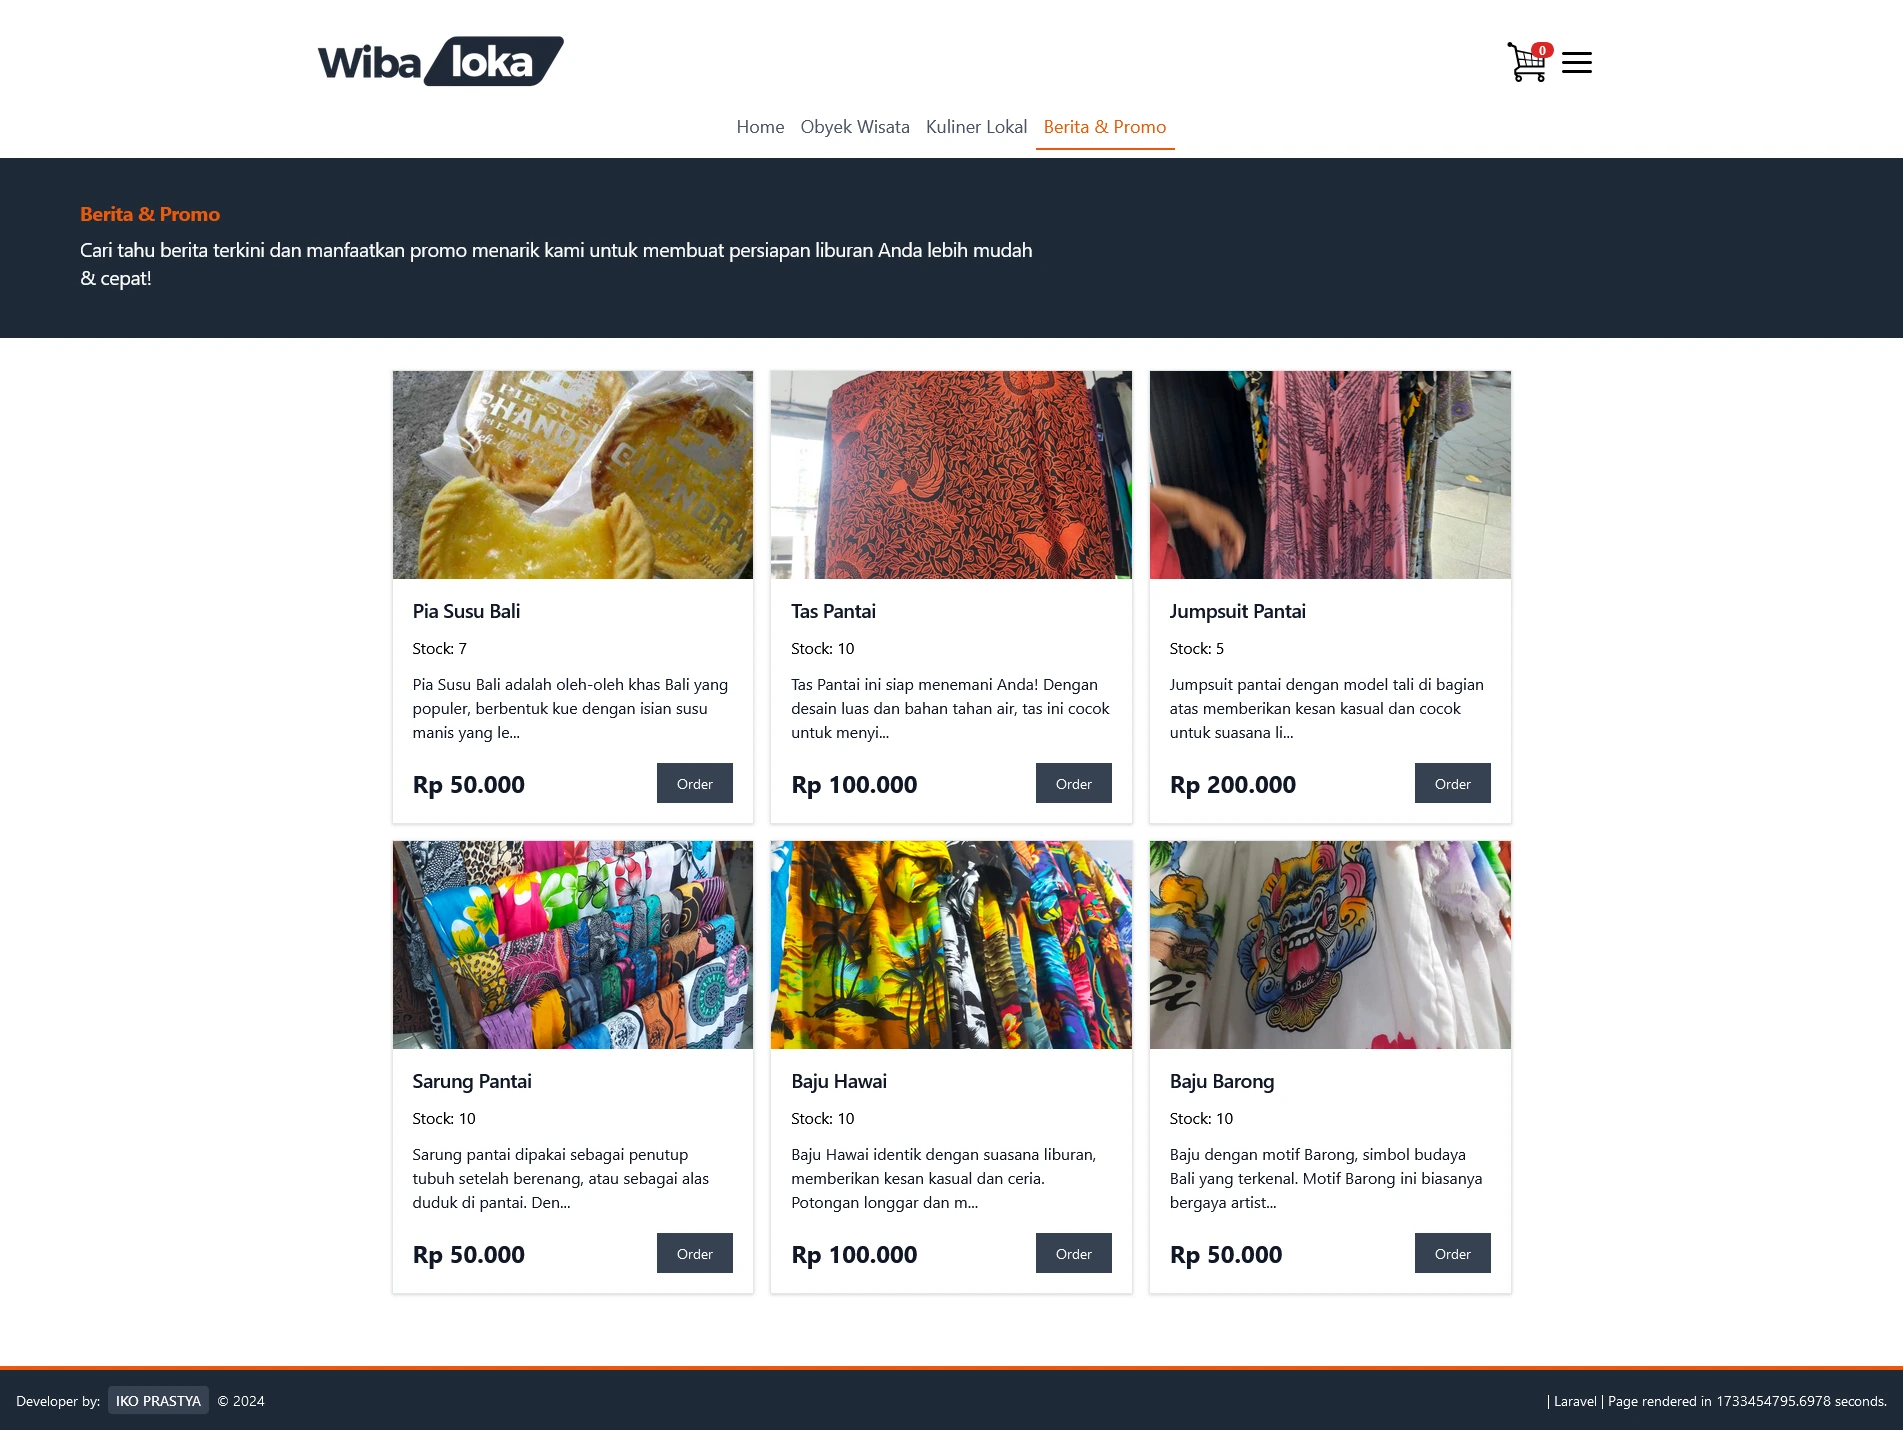 Wiba loka
0
Home Obyek Wisata Kuliner Lokal Berita & Promo
Berita & Promo
Cari tahu berita terkini dan manfaatkan promo menarik kami untuk membuat persiapan liburan Anda lebih mudah
& cepat!
PIE SUSU
CHANDRA
Pia Susu Bali
Stock: 7
Pia Susu Bali adalah oleh-oleh khas Bali yang
populer, berbentuk kue dengan isian susu
manis yang le...
Rp 50.000
Order
Tas Pantai
Stock: 10
Tas Pantai ini siap menemani Anda! Dengan
desain luas dan bahan tahan air, tas ini cocok
untuk menyi...
Rp 100.000
Order
Jumpsuit Pantai
Stock: 5
Jumpsuit pantai dengan model tali di bagian
atas memberikan kesan kasual dan cocok
untuk suasana li...
Rp 200.000
Order
Sarung Pantai
Stock: 10
Sarung pantai dipakai sebagai penutup
tubuh setelah berenang, atau sebagai alas
duduk di pantai. Den...
Rp 50.000
Order
Baju Hawai
Stock: 10
Baju Hawai identik dengan suasana liburan,
memberikan kesan kasual dan ceria.
Potongan longgar dan m...
Rp 100.000
Order
Bali
Baju Barong
Stock: 10
Baju dengan motif Barong, simbol budaya
Bali yang terkenal. Motif Barong ini biasanya
bergaya artist...
Rp 50.000
Order
Developer by: IKO PRASTYA © 2024
| Laravel | Page rendered in 1733454795.6978 seconds.